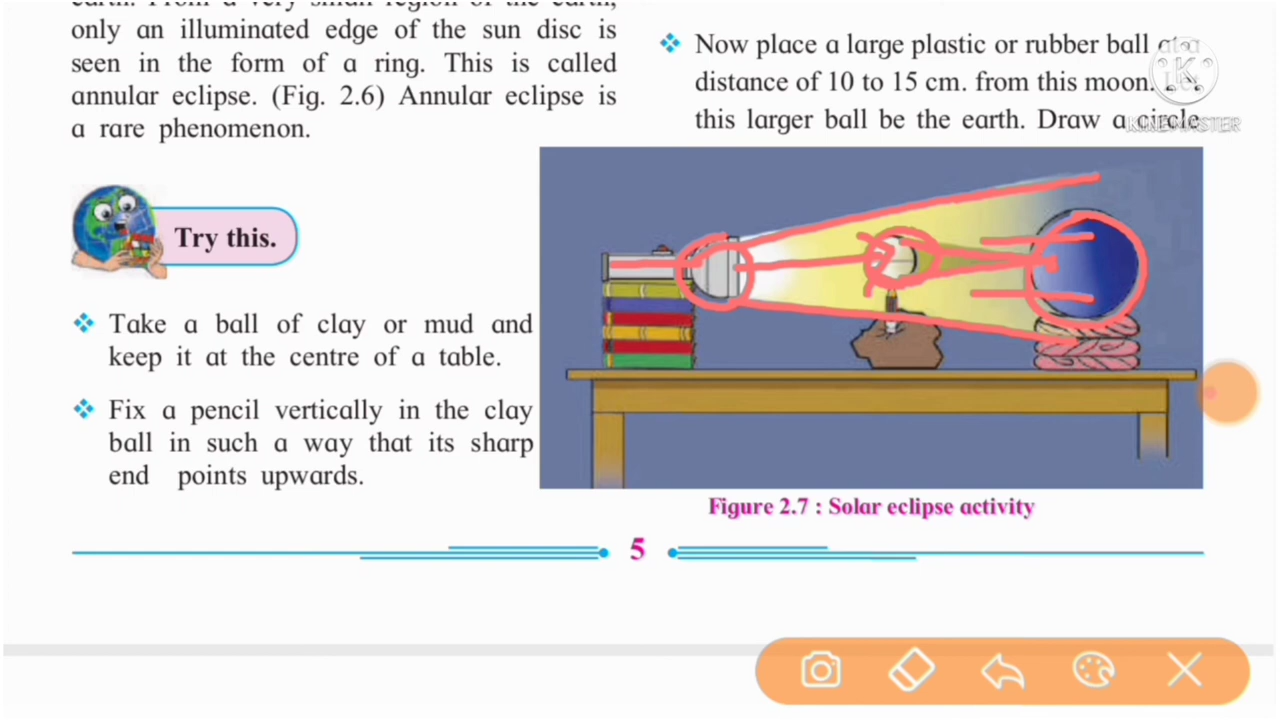 only an illuminated edge of the sun disc is
seen in the form of a ring. This is called
annular eclipse. (Fig. 2.6) Annular eclipse is
a rare phenomenon.
Try this.
Take a ball of clay or mud and
keep it at the centre of a table.
Fix a pencil vertically in the clay
ball in such a way that its sharp
end points upwards.
Now place a large plastic or rubber ball
distance of 10 to 15 cm. from this moon.
this larger ball be the earth. Draw a circle
K
KINEMASTER
Figure 2.7 : Solar eclipse activity
5